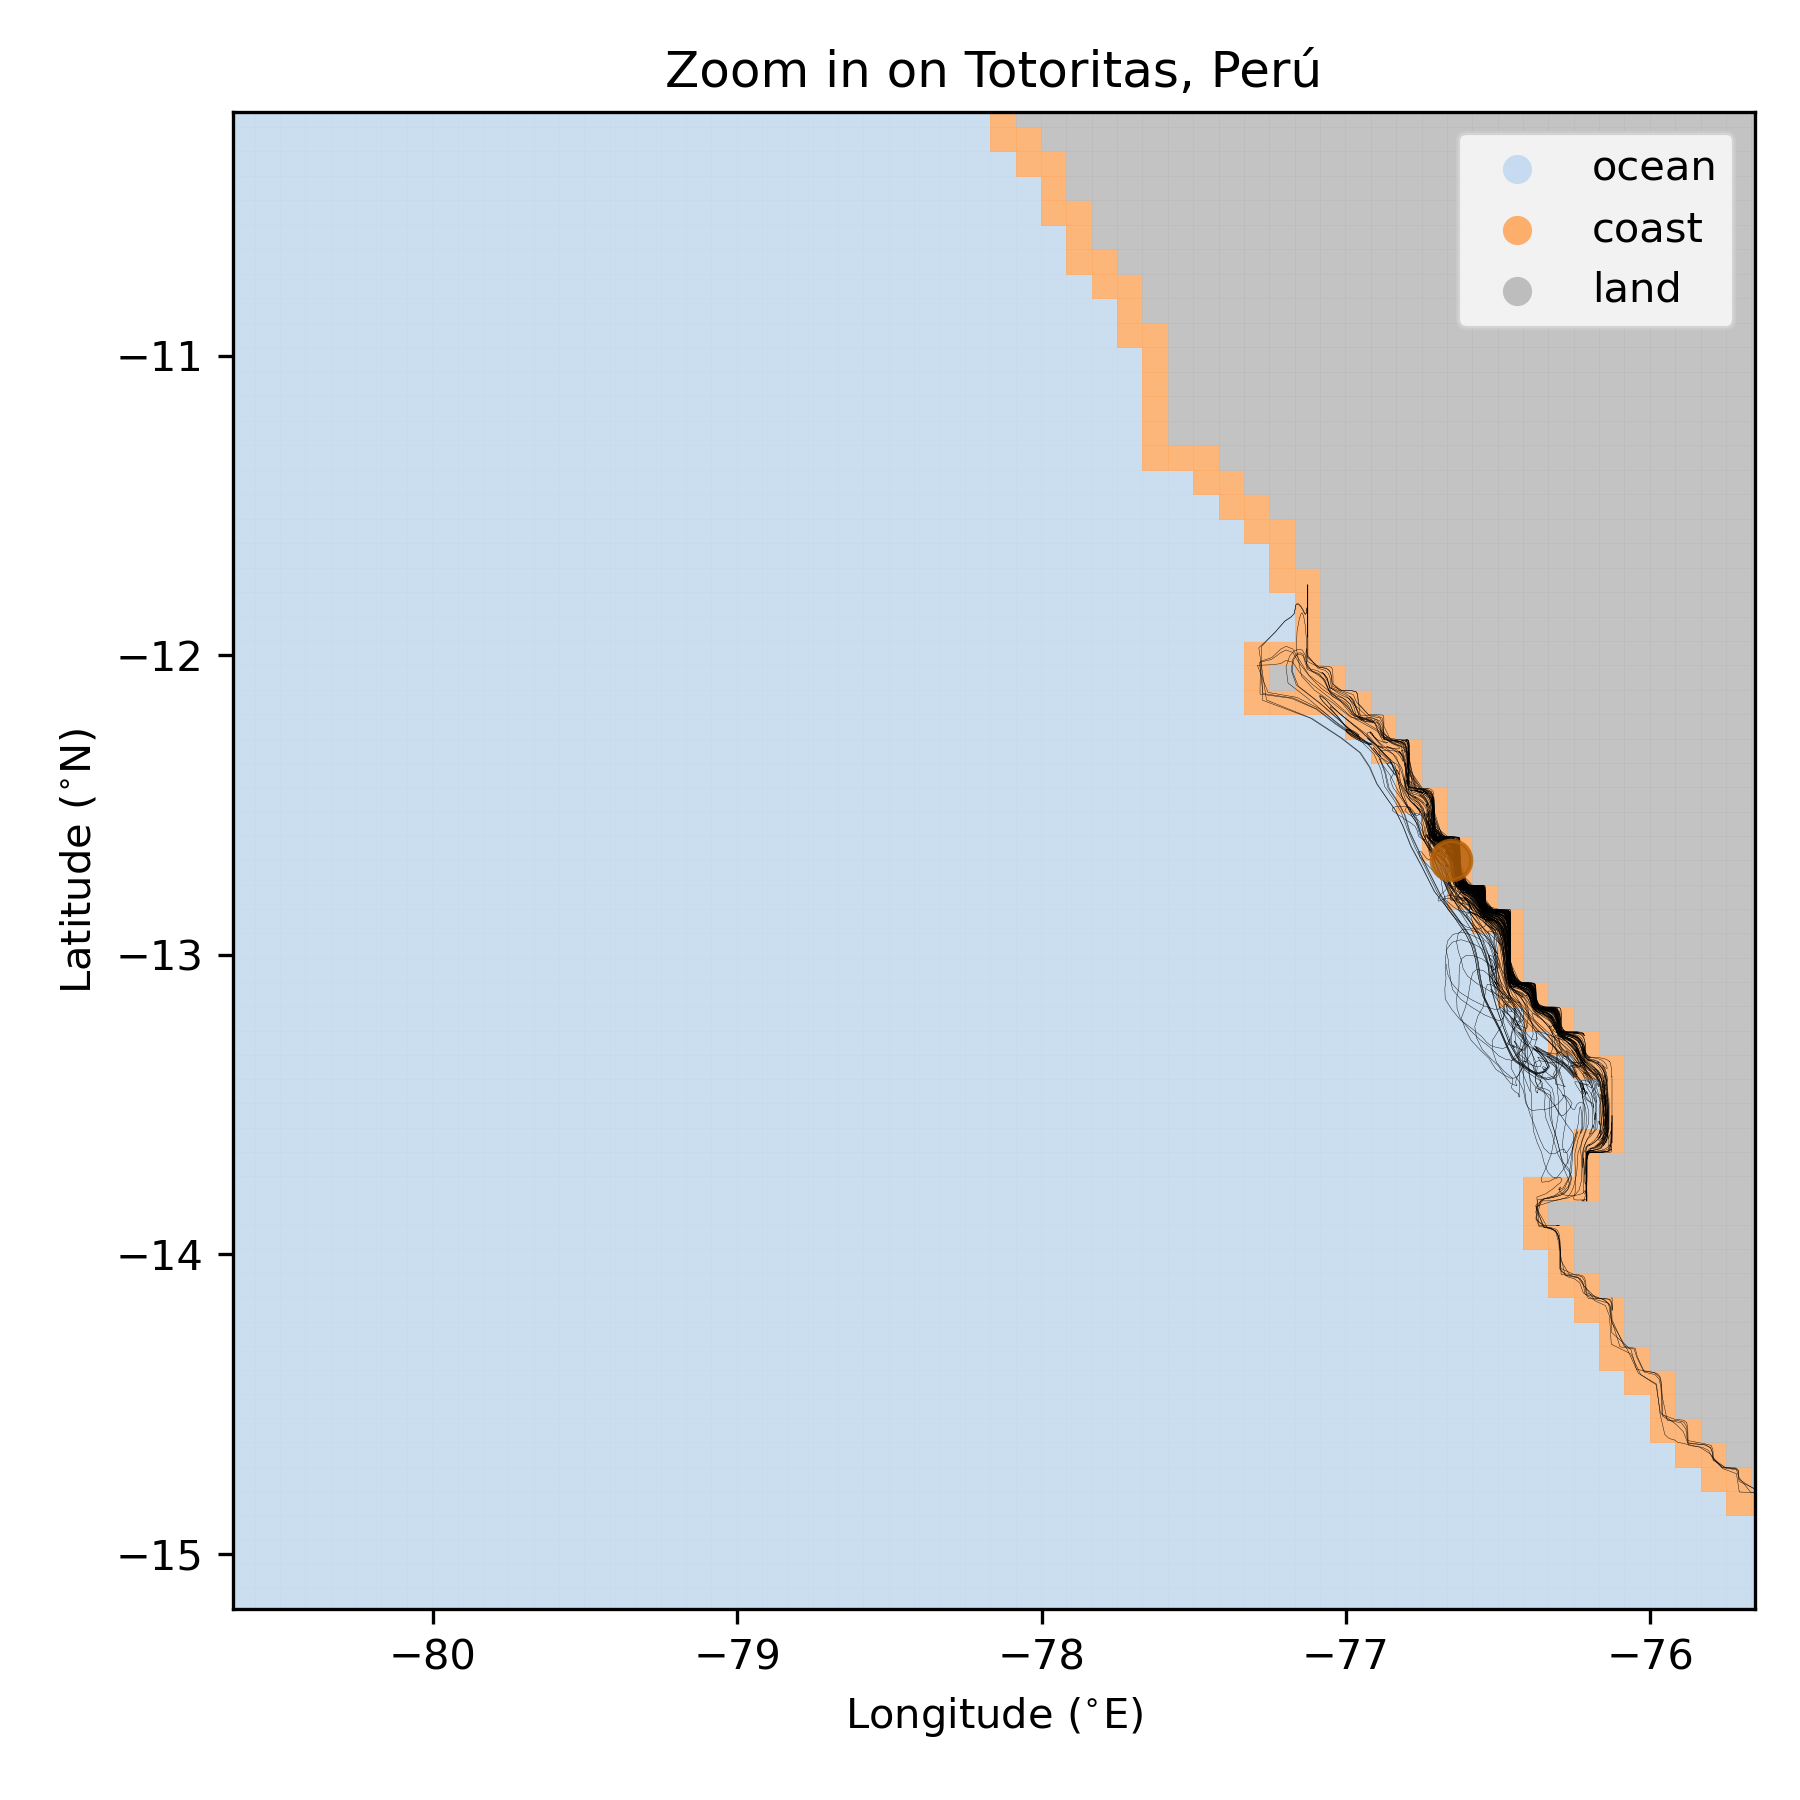 Zoom in on Totoritas, Perú
ocean
coast
land
−11
−12
−13
−14
−15
Latitude (°N)
−80
−79
−78
−77
−76
Longitude (°E)